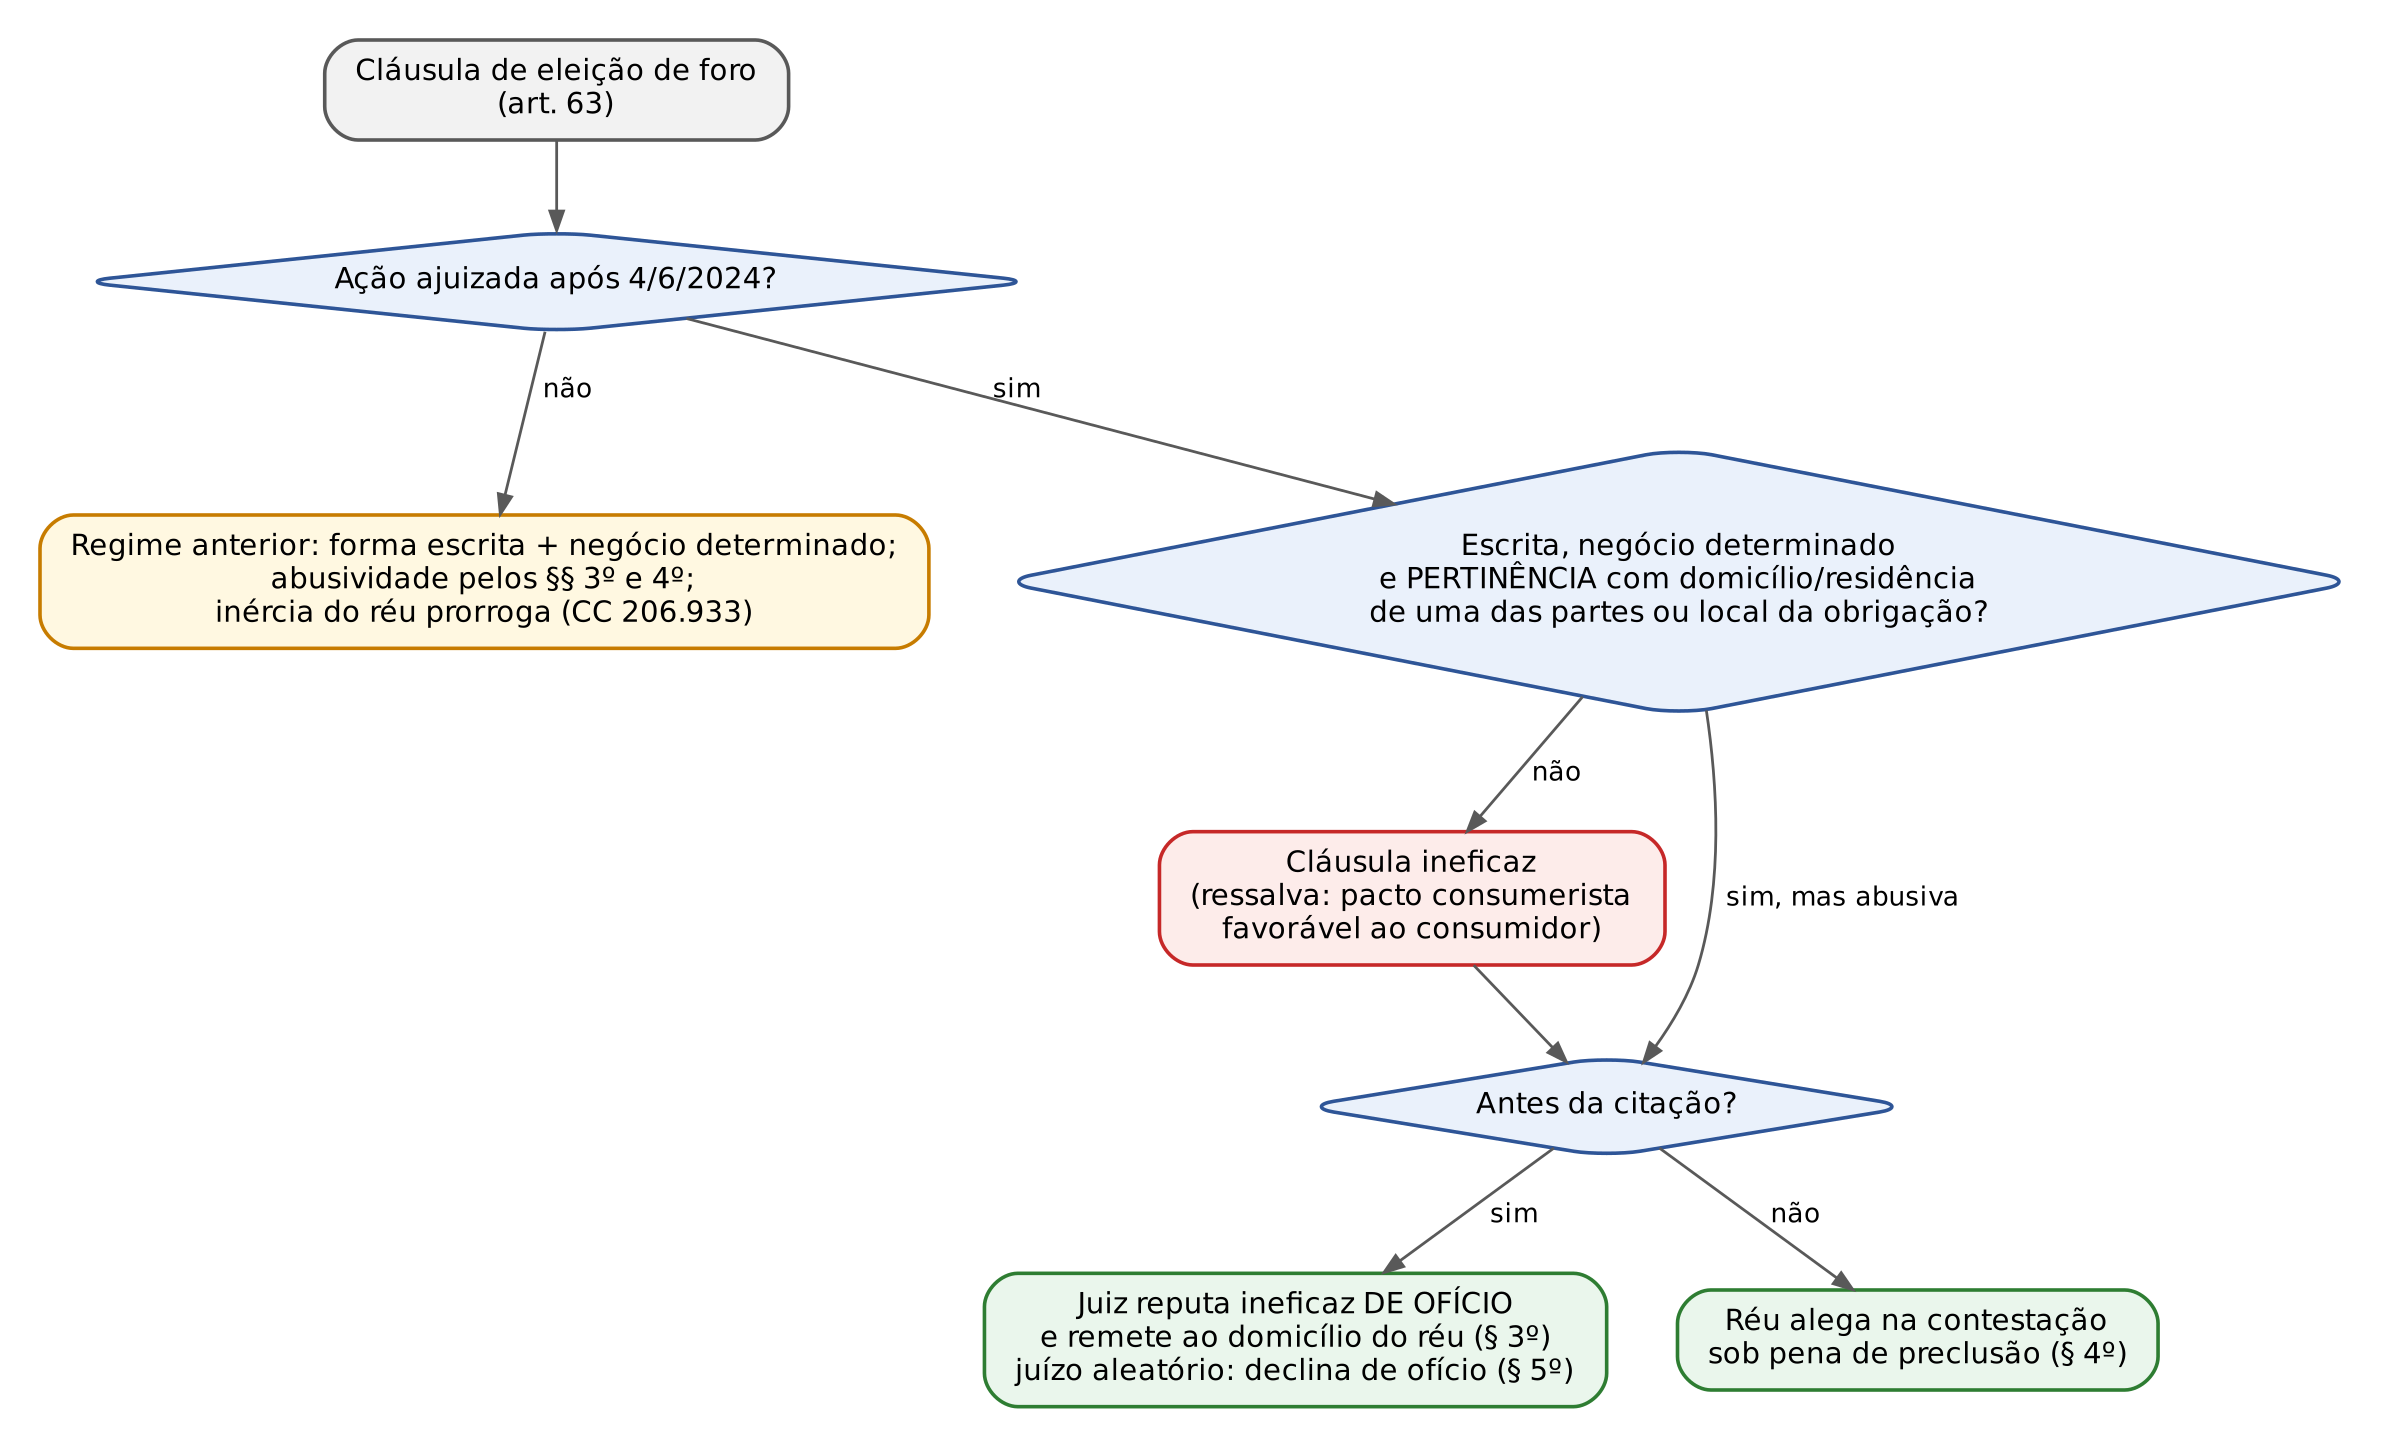 Cláusula de eleição de foro
(art. 63)
Ação ajuizada após 4/6/2024?
não
sim
Regime anterior: forma escrita + negócio determinado;
abusividade pelos §§ 3º e 4º;
inércia do réu prorroga (CC 206.933)
Escrita, negócio determinado
e PERTINÊNCIA com domicílio/residência
de uma das partes ou local da obrigação?
não
Cláusula ineficaz
(ressalva: pacto consumerista
favorável ao consumidor)
sim, mas abusiva
Antes da citação?
sim
não
Juiz reputa ineficaz DE OFÍCIO
e remete ao domicílio do réu (§ 3º)
juízo aleatório: declina de ofício (§ 5º)
Réu alega na contestação
sob pena de preclusão (§ 4º)